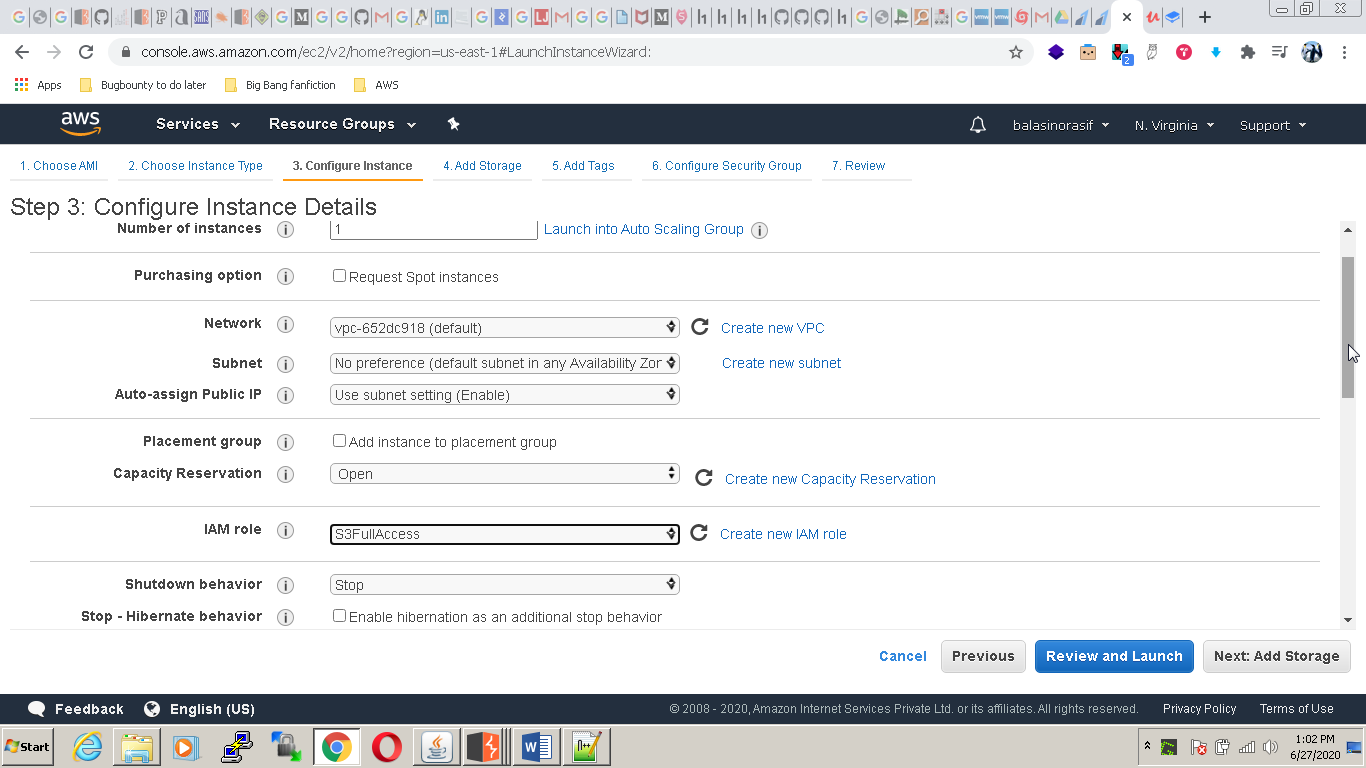 console.aws.amazon.com/ec2/v2/home?region=us-east-1#LaunchInstanceWizard:
2
Apps Bugbounty to do later Big Bang fanfiction AWS
aws Services Resource Groups balasinorasif N. Virginia Support
1. Choose AMI 2. Choose Instance Type 3. Configure Instance 4. Add Storage 5. Add Tags 6. Configure Security Group 7. Review
Step 3: Configure Instance Details
Number of instances 1 Launch into Auto Scaling Group
Purchasing option Request Spot instances
Network vpc-652dc918 (default) Create new VPC
Subnet No preference (default subnet in any Availability Zor Create new subnet
Auto-assign Public IP Use subnet setting (Enable)
Placement group Add instance to placement group
Capacity Reservation Open Create new Capacity Reservation
IAM role S3FullAccess Create new IAM role
Shutdown behavior Stop
Stop - Hibernate behavior Enable hibernation as an additional stop behavior
Cancel Previous Review and Launch Next: Add Storage
Feedback English (US) © 2008 - 2020, Amazon Internet Services Private Ltd. or its affiliates. All rights reserved. Privacy Policy Terms of Use
Start 1:02 PM
6/27/2020